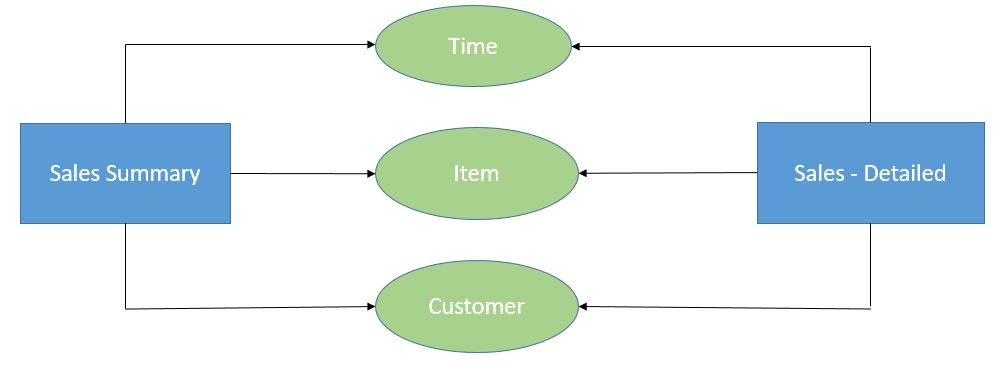 Time
Sales Summary
Item
Sales - Detailed
Customer